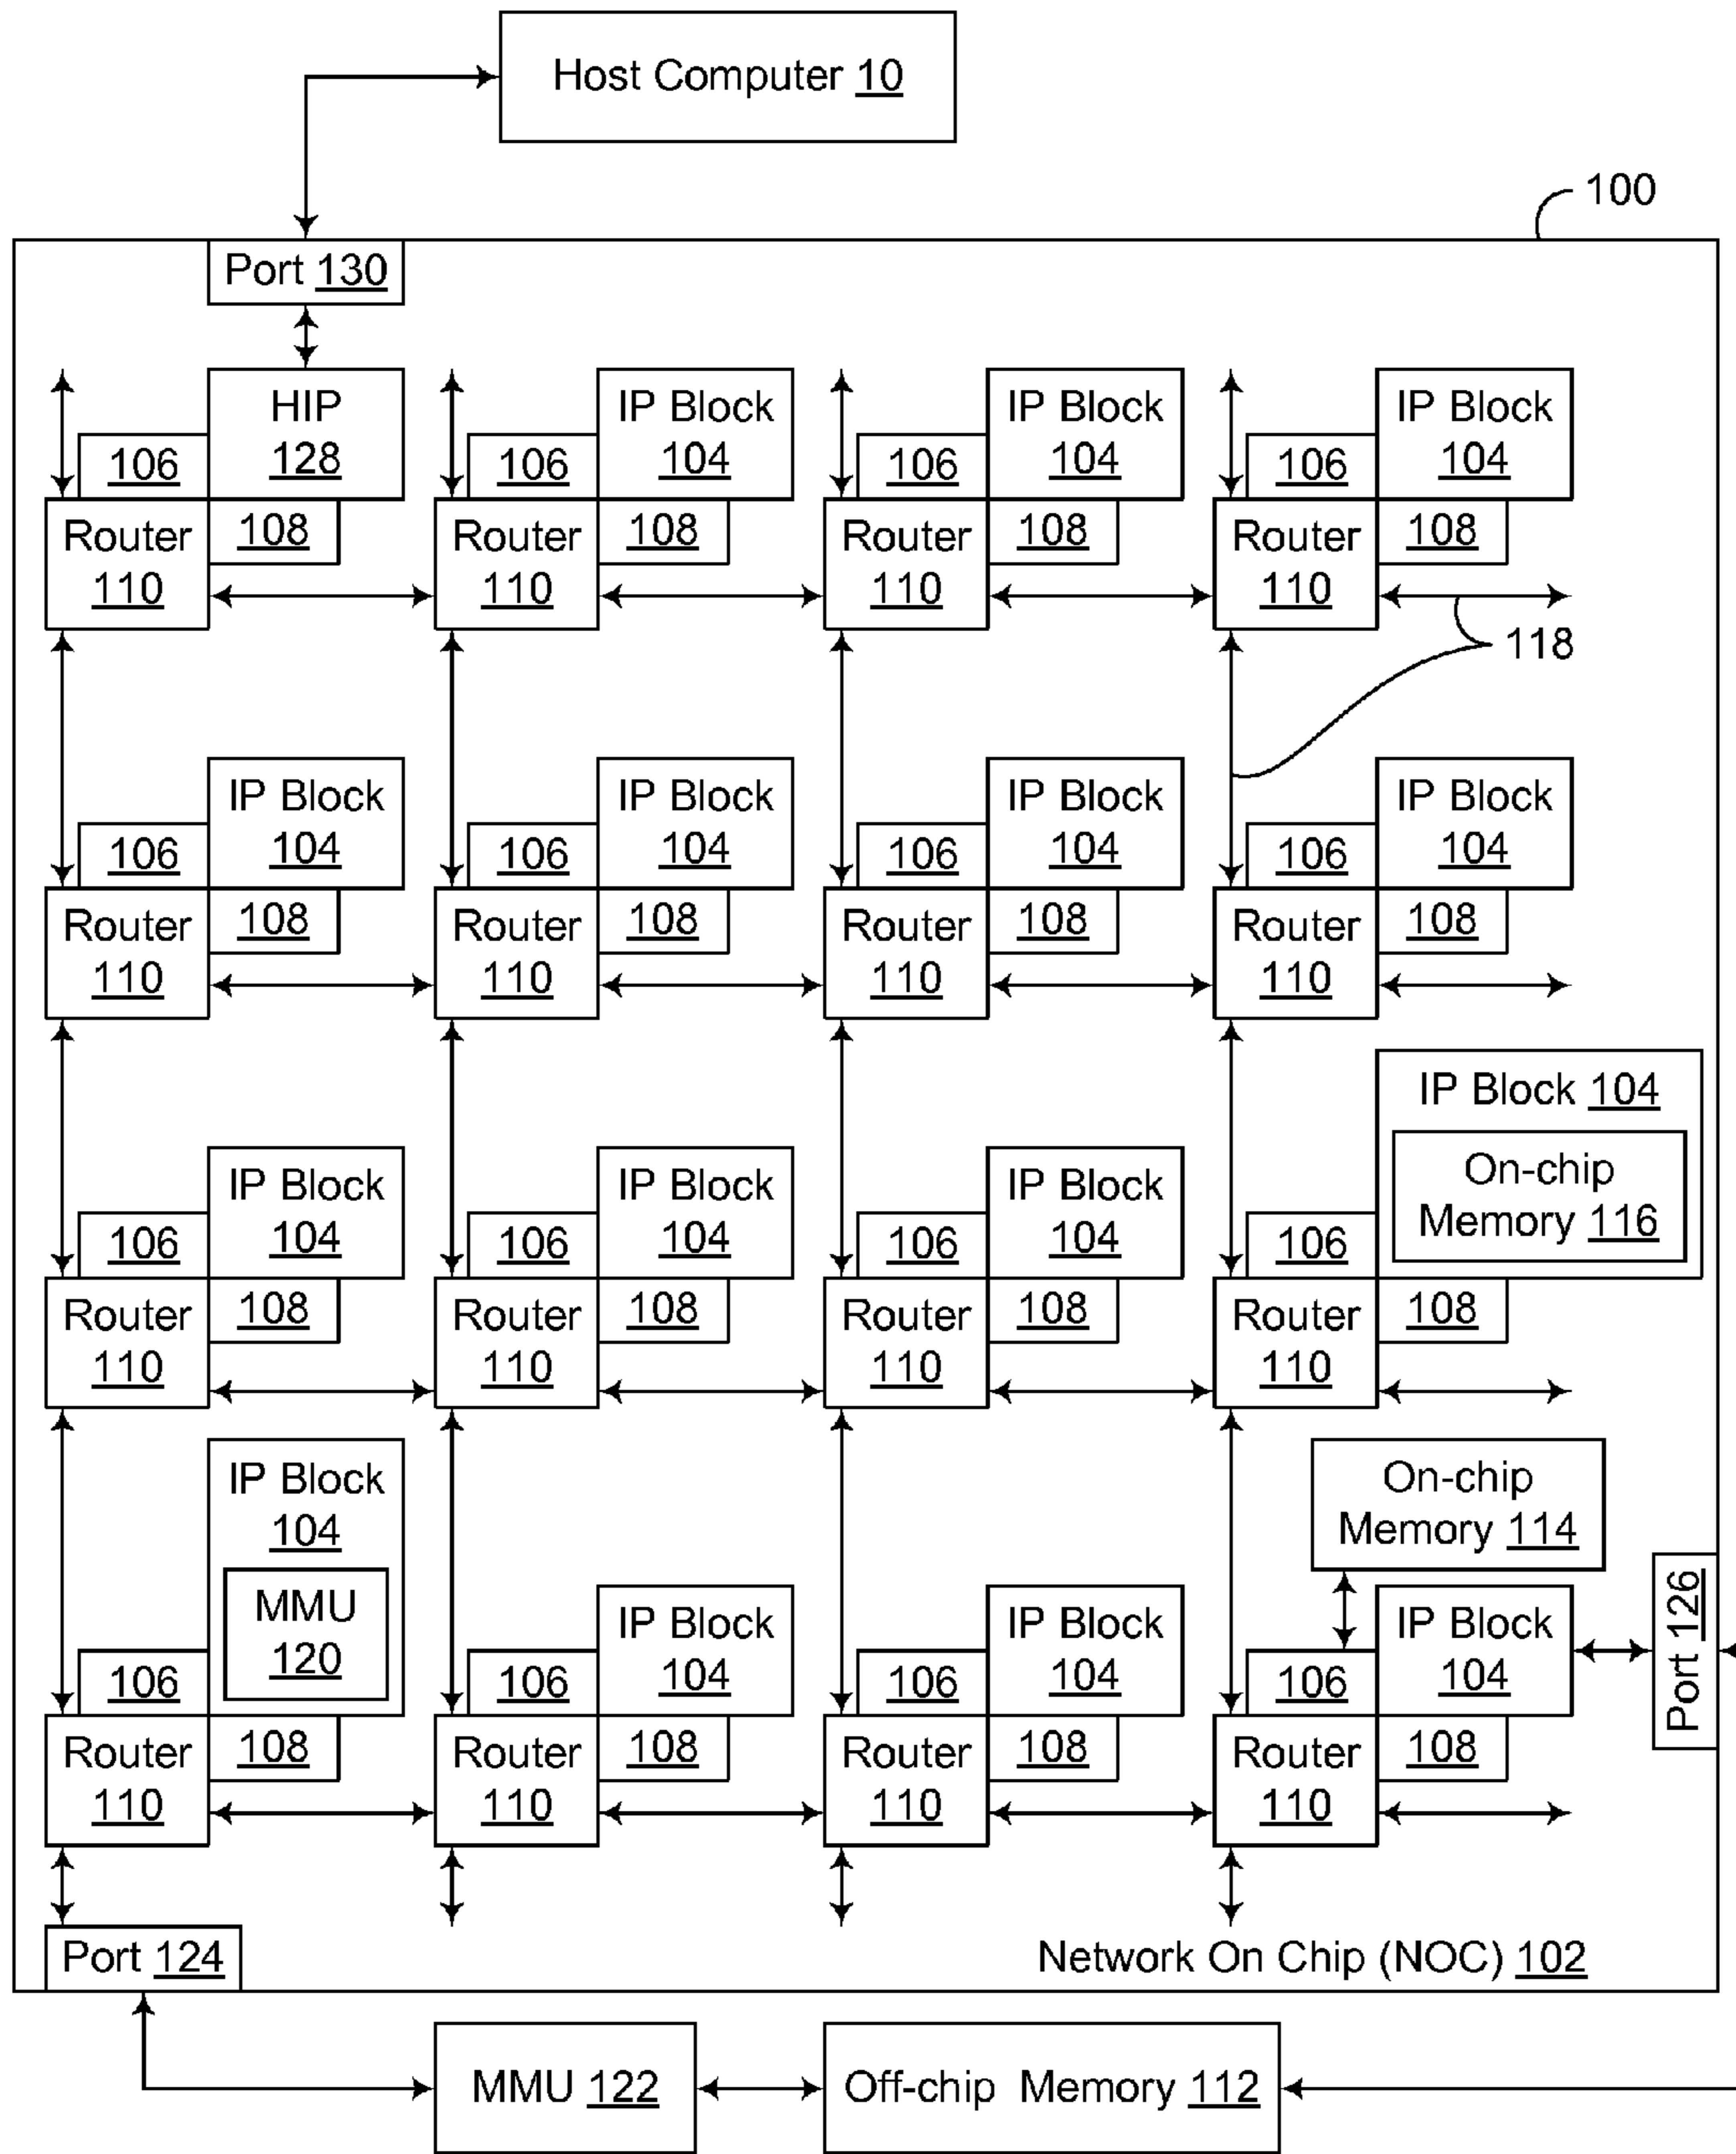 Host Computer 10
100
Port 130
HIP
128
106
108
Router
110
IP Block
104
106
108
Router
110
IP Block
104
106
108
Router
110
IP Block
104
106
108
Router
110
118
IP Block
104
106
108
Router
110
IP Block
104
106
108
Router
110
IP Block
104
106
108
Router
110
IP Block
104
106
108
Router
110
IP Block
104
106
108
Router
110
IP Block
104
106
108
Router
110
IP Block
104
106
108
Router
110
IP Block 104
On-chip
Memory 116
106
108
Router
110
IP Block
104
MMU
120
106
108
Router
110
IP Block
104
106
108
Router
110
IP Block
104
106
108
Router
110
On-chip
Memory 114
IP Block
104
106
108
Router
110
Port 126
Port 124
Network On Chip (NOC) 102
MMU 122
Off-chip Memory 112